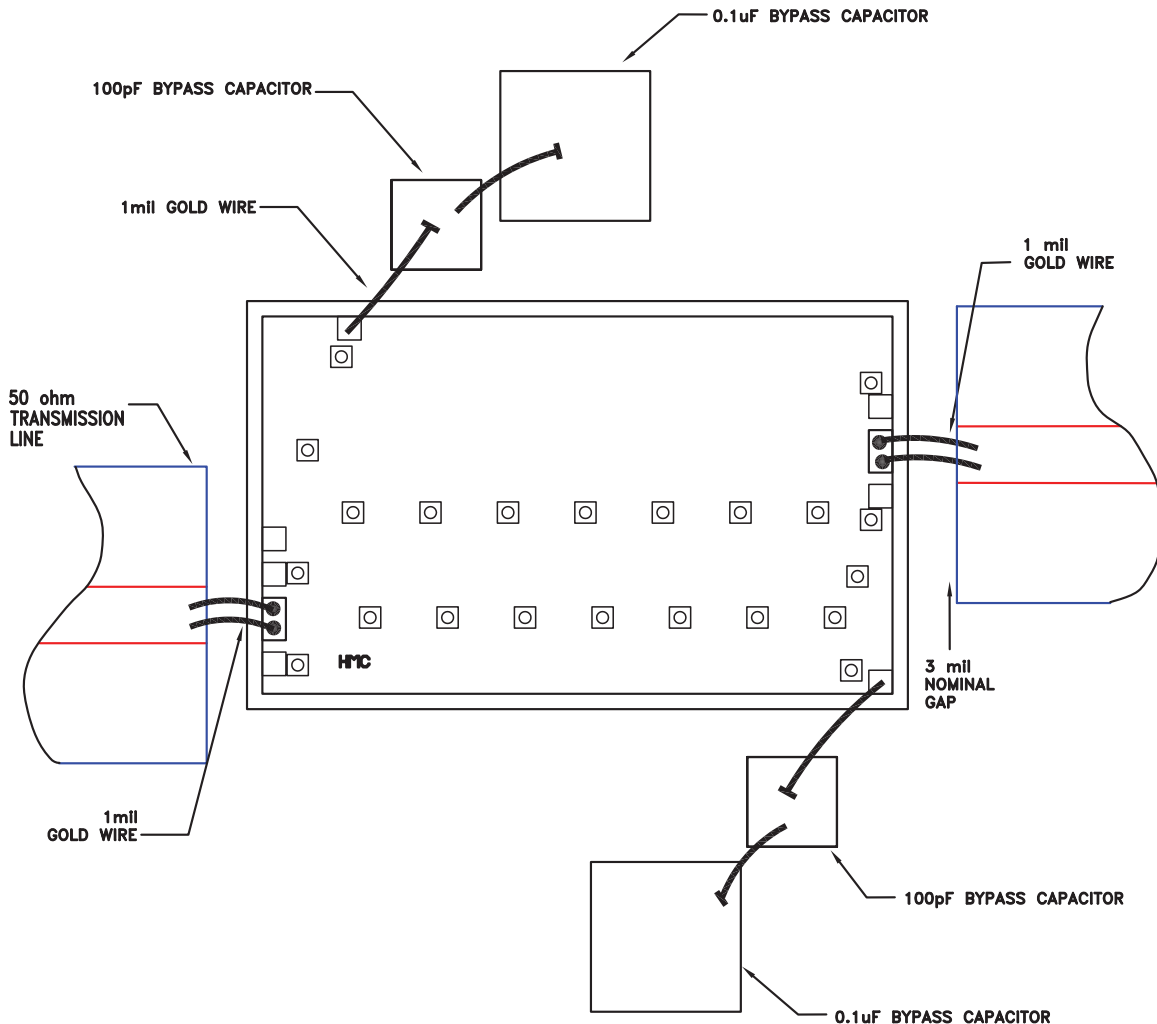 0.1uF BYPASS CAPACITOR
100pF BYPASS CAPACITOR
1mil GOLD WIRE
1 mil
GOLD WIRE
50 ohm
TRANSMISSION
LINE
HMC
3 mil
NOMINAL
GAP
1mil
GOLD WIRE
100pF BYPASS CAPACITOR
0.1uF BYPASS CAPACITOR